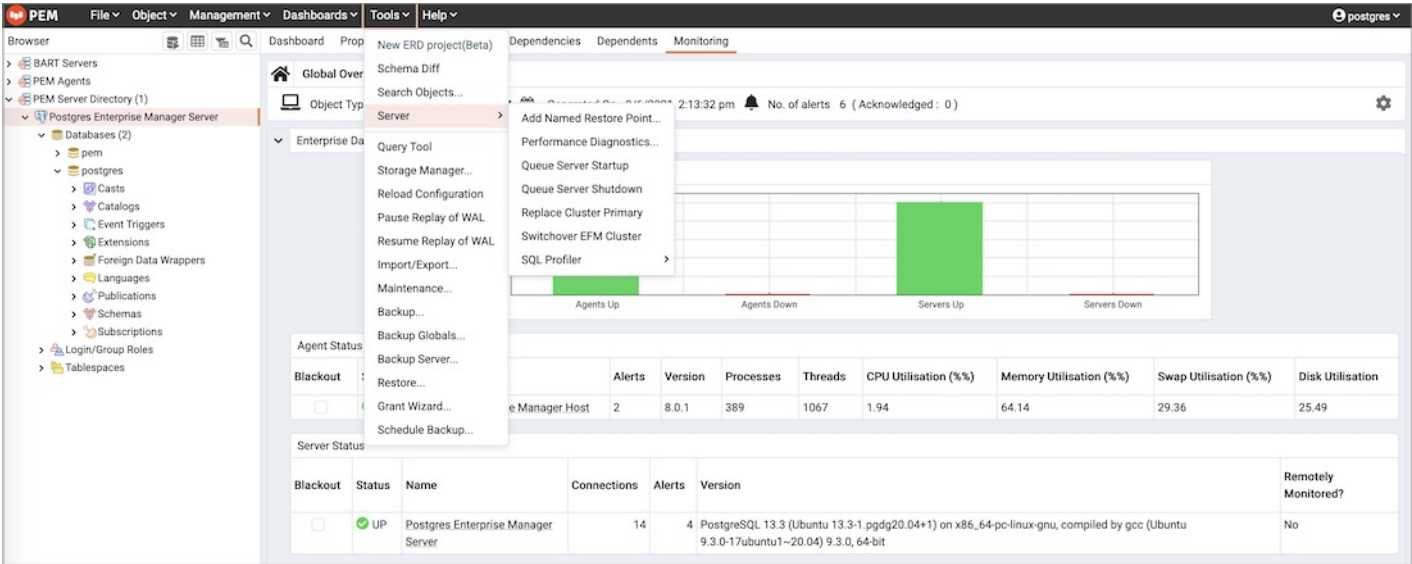 PEM File Object Management Dashboards Tools Help postgres
Browser
BART Servers
PEM Agents
PEM Server Directory (1)
Postgres Enterprise Manager Server
Databases (2)
pem
postgres
Casts
Catalogs
Event Triggers
Extensions
Foreign Data Wrappers
Languages
Publications
Schemas
Subscriptions
Login/Group Roles
Tablespaces
Dashboard Dependencies Dependents Monitoring
New ERD project(Beta)
Schema Diff
Search Objects...
Server
Query Tool
Storage Manager...
Reload Configuration
Pause Replay of WAL
Resume Replay of WAL
Import/Export...
Maintenance...
Backup...
Backup Globals...
Backup Server...
Restore...
Grant Wizard...
Schedule Backup...
Add Named Restore Point...
Performance Diagnostics...
Queue Server Startup
Queue Server Shutdown
Replace Cluster Primary
Switchover EFM Cluster
SQL Profiler
Global Over
Object Typ 2:13:32 pm No. of alerts 6 (Acknowledged: 0)
Enterprise Da
Agents Up Agents Down Servers Up Servers Down
Agent Status
Blackout Alerts Version Processes Threads CPU Utilisation (%%) Memory Utilisation (%%) Swap Utilisation (%%) Disk Utilisation
e Manager Host 2 8.0.1 389 1067 1.94 64.14 29.36 25.49
Server Status
Blackout Status Name Connections Alerts Version Remotely
Monitored?
UP Postgres Enterprise Manager 14 4 PostgreSQL 13.3 (Ubuntu 13.3-1.pgdg20.04+1) on x86_64-pc-linux-gnu, compiled by gcc (Ubuntu No
Server 9.3.0-17ubuntu1~20.04) 9.3.0, 64-bit